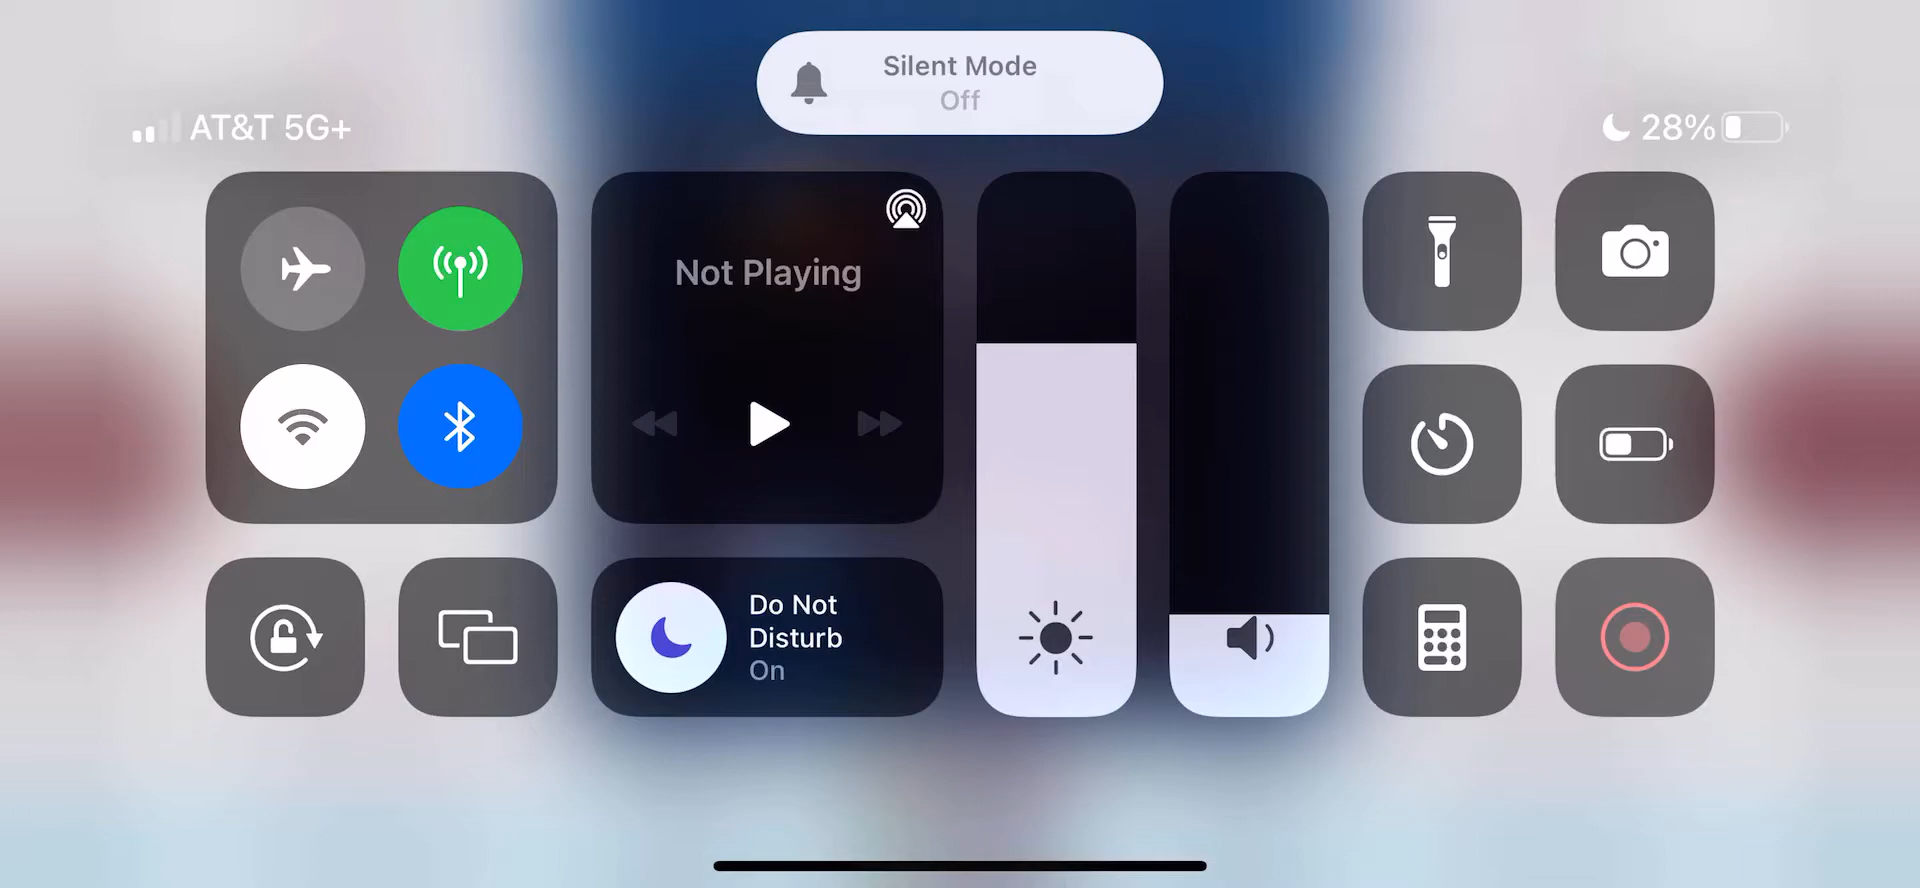 Silent Mode
Off
AT&T 5G+
28%
Not Playing
Do Not
Disturb
On